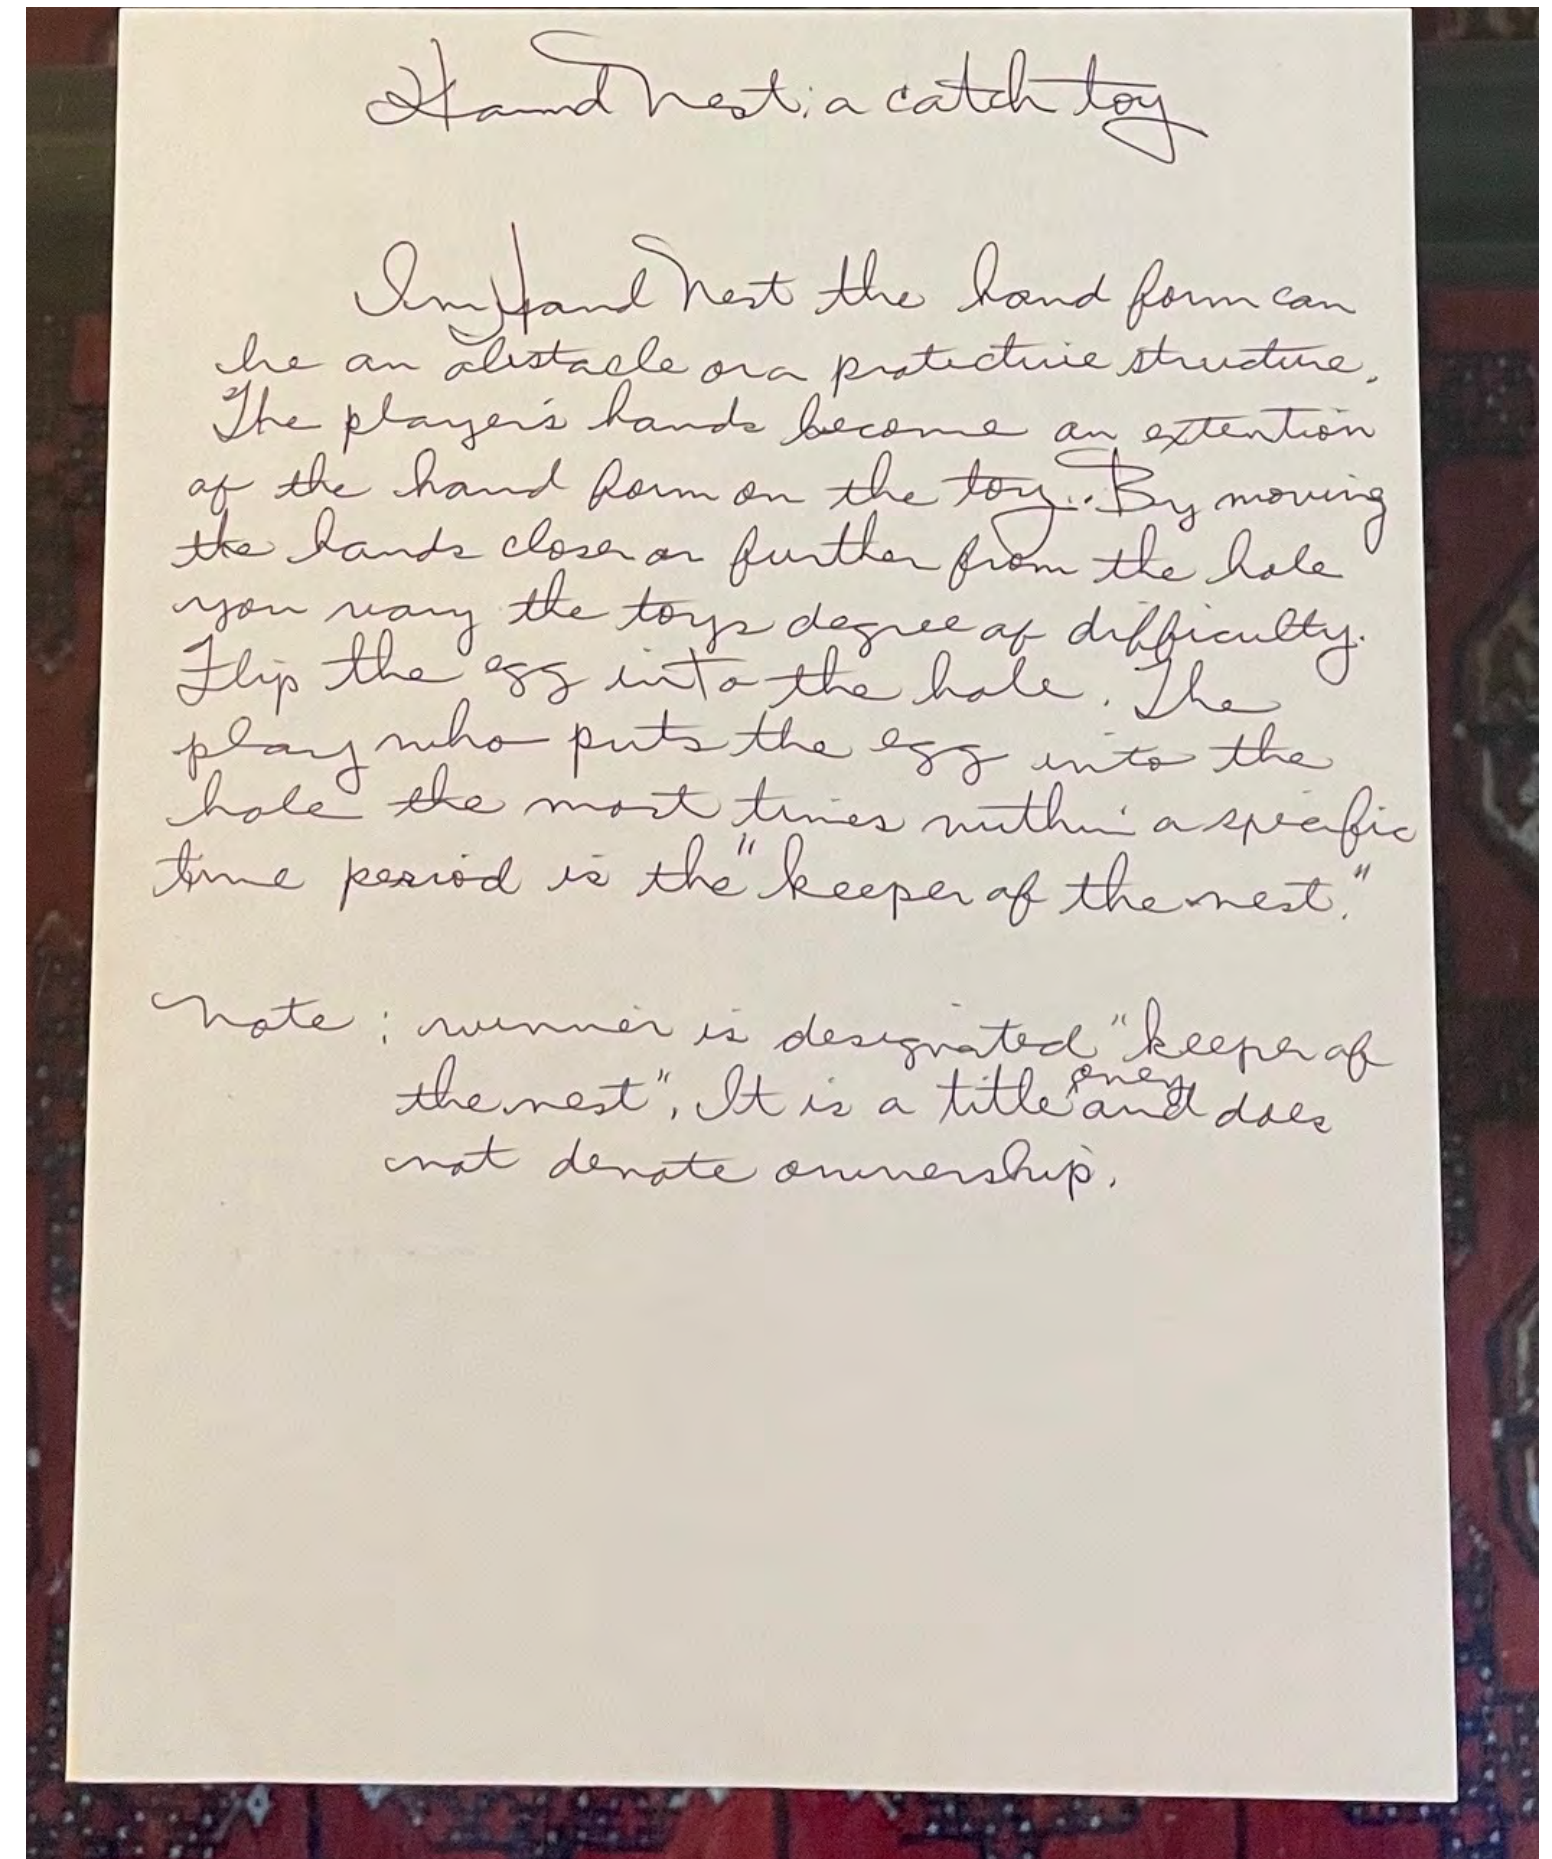 Hand Nest: a catch toy
In Hand Nest the hand form can
be an obstacle or a protective structure.
The player's hands become an extention
of the hand form on the toy. By moving
the hands closer or further from the hole
you vary the toys degree of difficulty.
Flip the egg into the hole. The
play who puts the egg into the
hole the most times within a specific
time period is the "keeper of the nest."
Note: winner is designated "keeper of
the nest". It is a title only and does
not denote ownership.